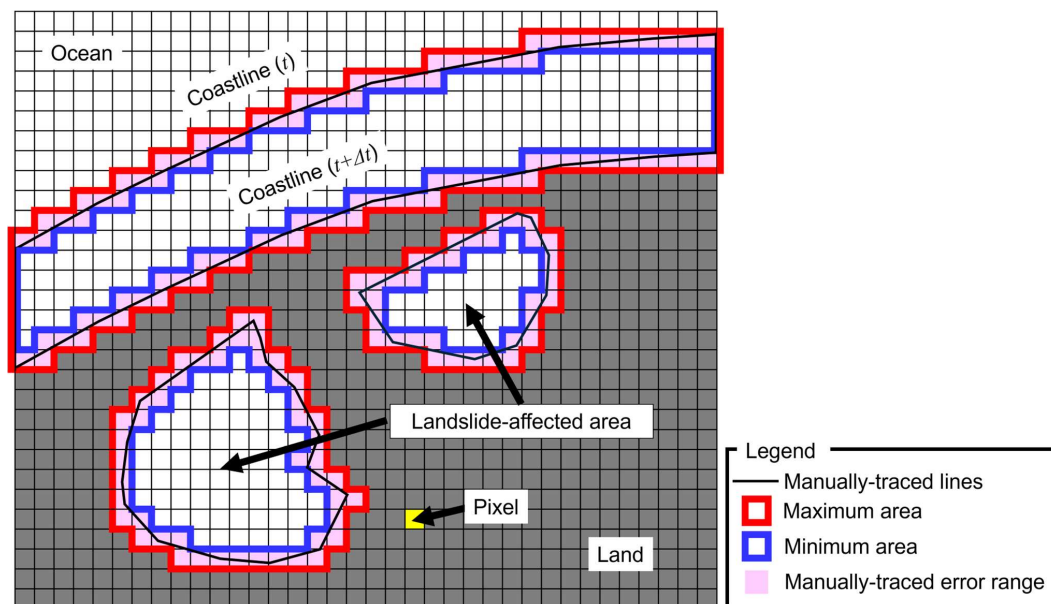 Ocean
Coastline (t)
Coastline (t+Δt)
Landslide-affected area
Pixel
Land
Legend
Manually-traced lines
Maximum area
Minimum area
Manually-traced error range